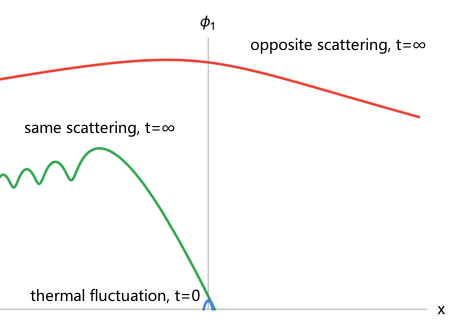 ϕ₁
opposite scattering, t=∞
same scattering, t=∞
thermal fluctuation, t=0
x